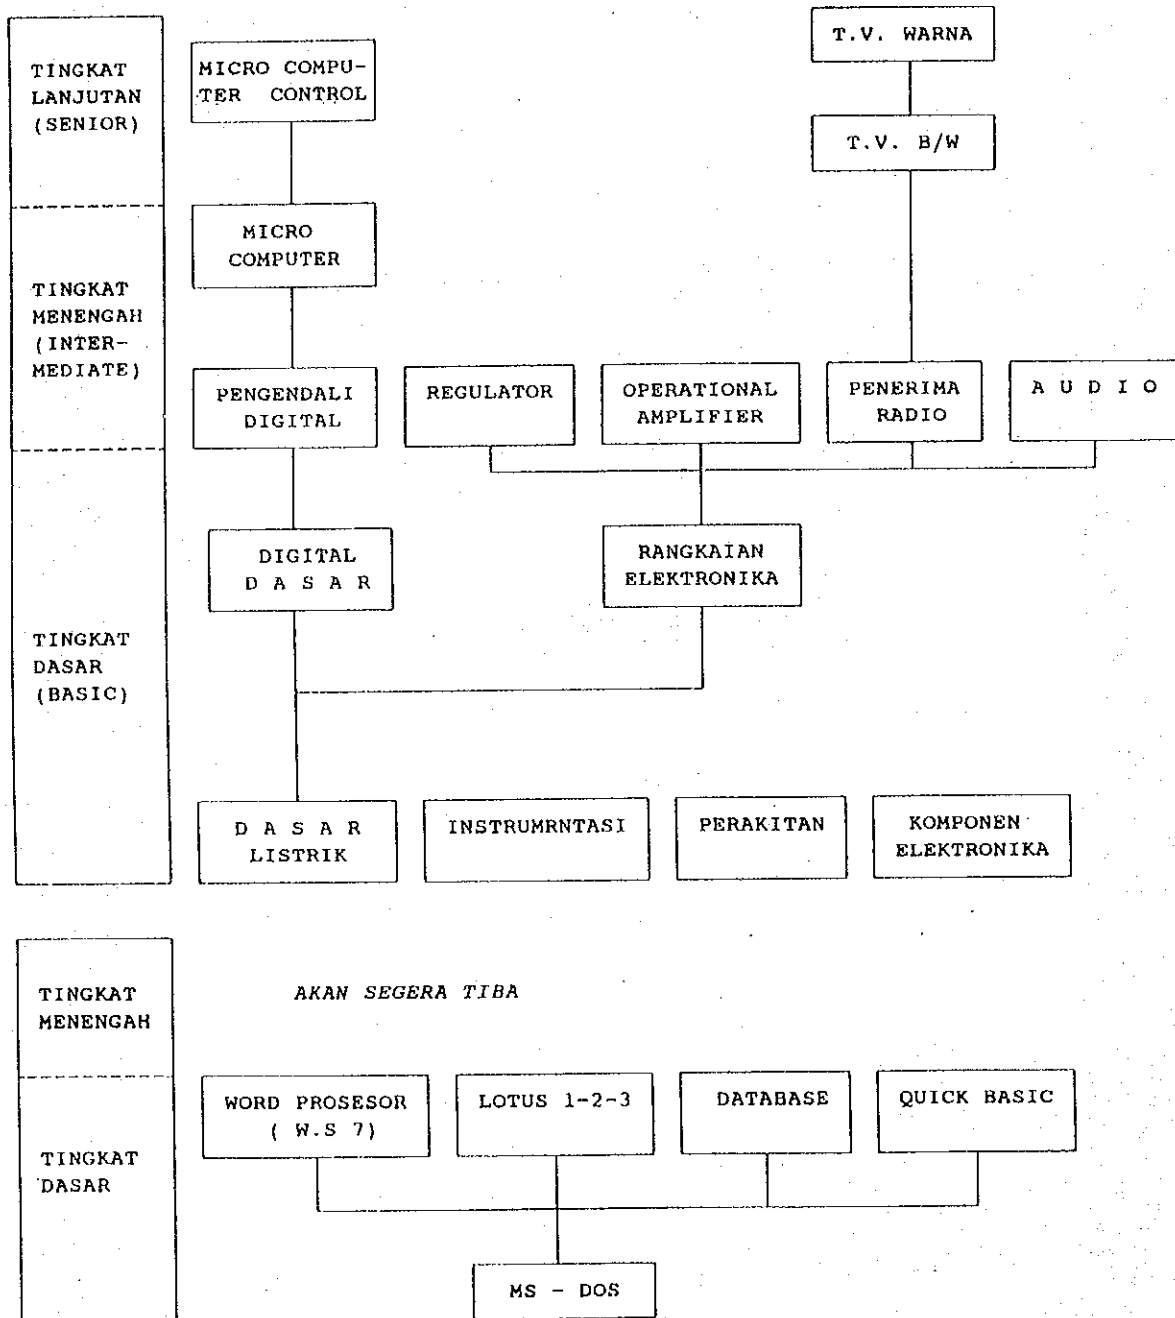 TINGKAT
LANJUTAN
(SENIOR)
MICRO COMPU-
TER CONTROL
T.V. WARNA
T.V. B/W
TINGKAT
MENENGAH
(INTER-
MEDIATE)
MICRO
COMPUTER
PENGENDALI
DIGITAL
REGULATOR
OPERATIONAL
AMPLIFIER
PENERIMA
RADIO
A U D I O
TINGKAT
DASAR
(BASIC)
DIGITAL
D A S A R
RANGKAIAN
ELEKTRONIKA
D A S A R
LISTRIK
INSTRUMRNTASI
PERAKITAN
KOMPONEN
ELEKTRONIKA
TINGKAT
MENENGAH
AKAN SEGERA TIBA
TINGKAT
DASAR
WORD PROSESOR
( W.S 7)
LOTUS 1-2-3
DATABASE
QUICK BASIC
MS - DOS